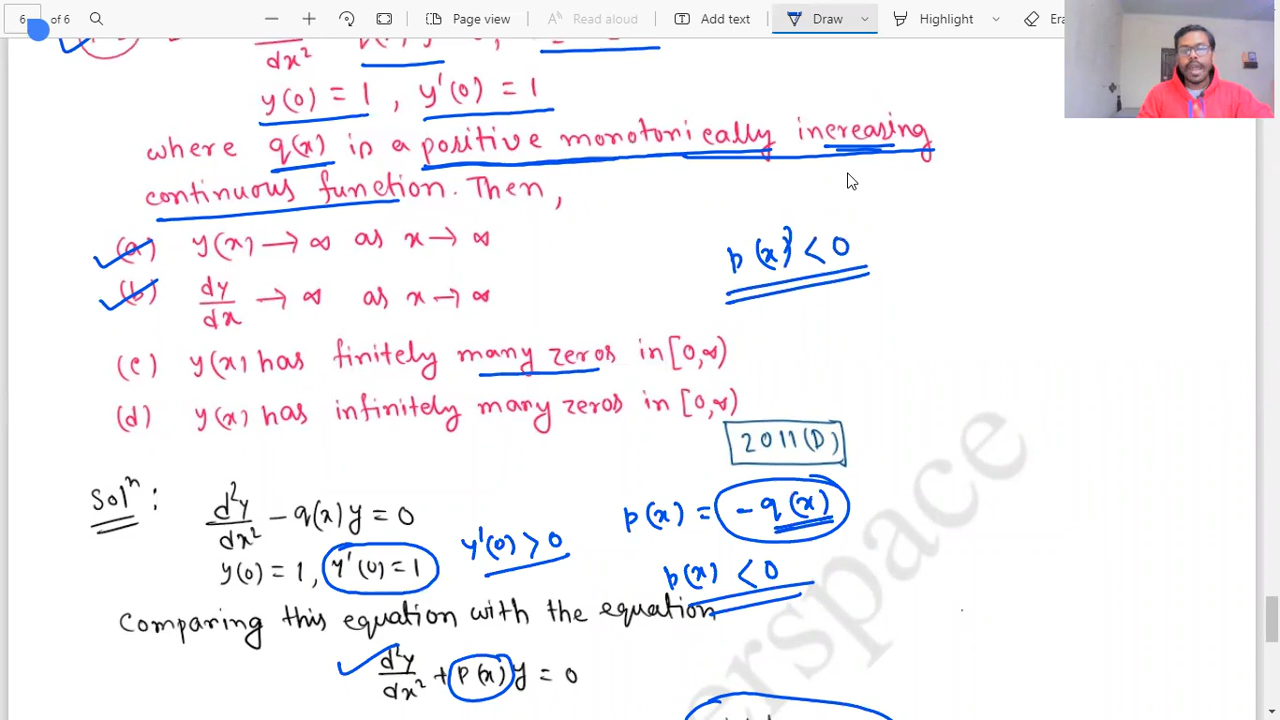 6 of 6 Page view Read aloud Add text Draw Highlight
dx²
y(0) = 1, y'(0) = 1
where q(x) is a positive monotonically increasing
continuous function. Then,
(a) y(x) → ∞ as x → ∞
p(x) < 0
(b) dy/dx → ∞ as x → ∞
(c) y(x) has finitely many zeros in [0,∞)
(d) y(x) has infinitely many zeros in [0,∞)
2011(D)
Solⁿ: d²y/dx² - q(x)y = 0
p(x) = -q(x)
y(0) = 1, y'(0) = 1
y'(0) > 0
p(x) < 0
Comparing this equation with the equation
d²y/dx² + p(x)y = 0
erspace